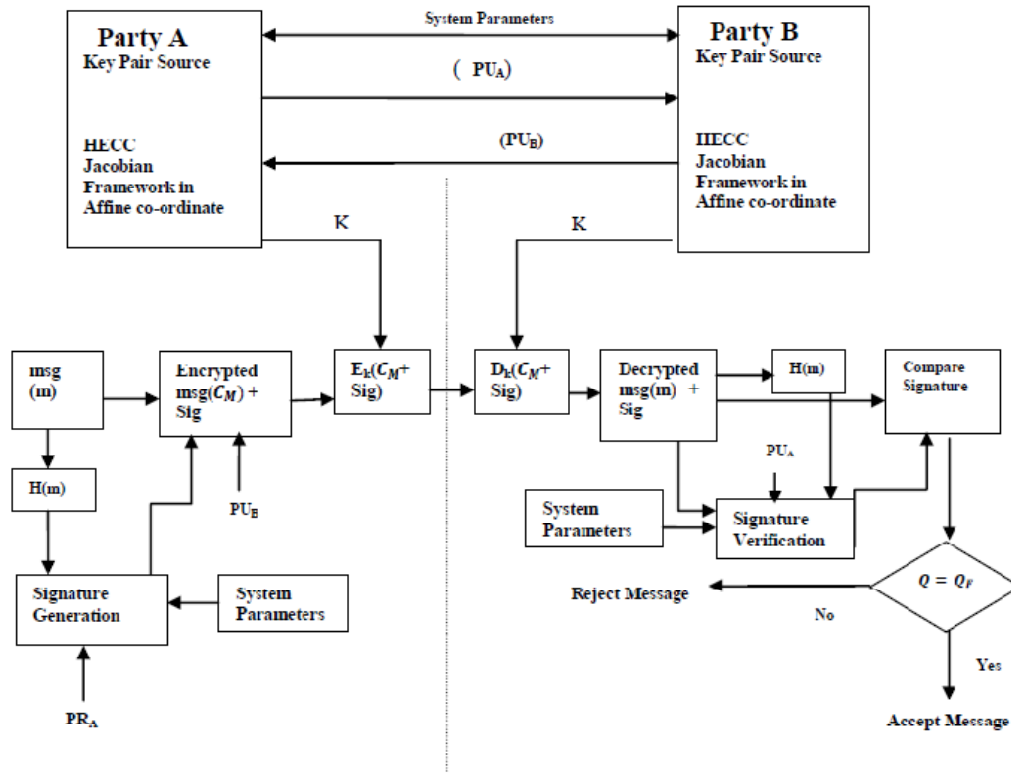 System Parameters
Party A
Key Pair Source
Party B
Key Pair Source
( PUA)
(PUB)
HECC
Jacobian
Framework in
Affine co-ordinate
HECC
Jacobian
Framework in
Affine co-ordinate
K
K
msg
(m)
Encrypted
msg(CM) +
Sig
Ek(CM+
Sig)
Dk(CM+
Sig)
Decrypted
msg(m) +
Sig
H(m)
Compare
Signature
H(m)
PUB
PUA
System
Parameters
Signature
Verification
Signature
Generation
System
Parameters
Q = QF
Reject Message
No
Yes
PRA
Accept Message